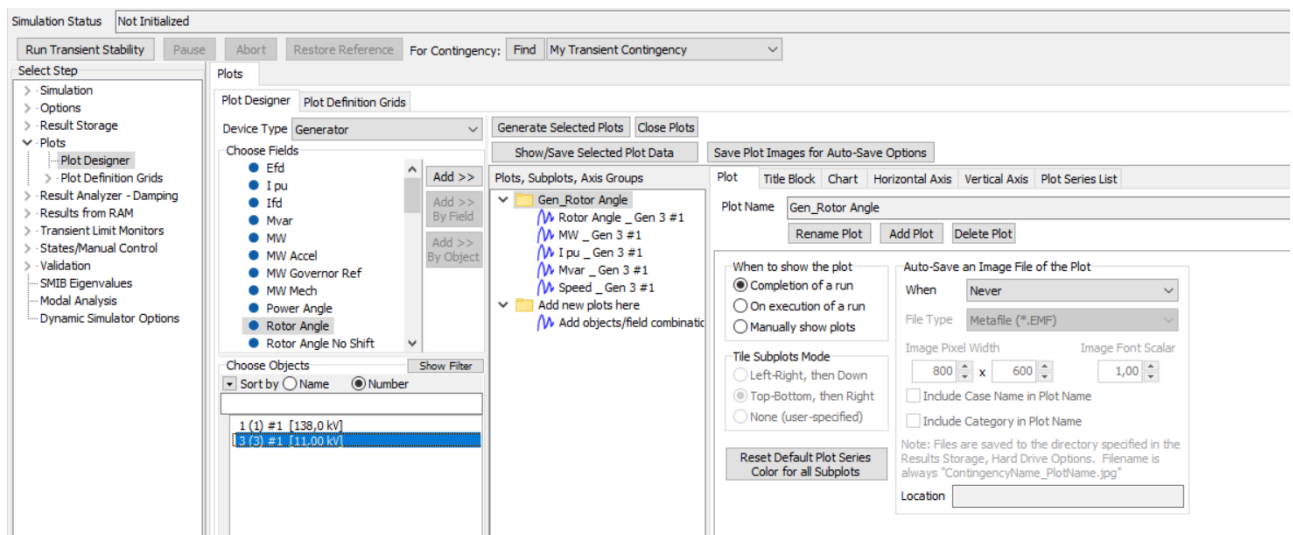 Simulation Status Not Initialized
Run Transient Stability Pause Abort Restore Reference For Contingency: Find My Transient Contingency
Select Step
Simulation
Options
Result Storage
Plots
Plot Designer
Plot Definition Grids
Result Analyzer - Damping
Results from RAM
Transient Limit Monitors
States/Manual Control
Validation
SMIB Eigenvalues
Modal Analysis
Dynamic Simulator Options
Plots
Plot Designer Plot Definition Grids
Device Type Generator
Choose Fields
Efd
I pu
Ifd
Mvar
MW
MW Accel
MW Governor Ref
MW Mech
Power Angle
Rotor Angle
Rotor Angle No Shift
Add >>
Add >>
By Field
Add >>
By Object
Choose Objects Show Filter
Sort by Name Number
1 (1) #1 [138,0 kV]
3 (3) #1 [11,00 kV]
Generate Selected Plots Close Plots
Show/Save Selected Plot Data Save Plot Images for Auto-Save Options
Plots, Subplots, Axis Groups
Gen_Rotor Angle
Rotor Angle _ Gen 3 #1
MW _ Gen 3 #1
I pu _ Gen 3 #1
Mvar _ Gen 3 #1
Speed _ Gen 3 #1
Add new plots here
Add objects/field combinatic
Plot Title Block Chart Horizontal Axis Vertical Axis Plot Series List
Plot Name Gen_Rotor Angle
Rename Plot Add Plot Delete Plot
When to show the plot
Completion of a run
On execution of a run
Manually show plots
Tile Subplots Mode
Left-Right, then Down
Top-Bottom, then Right
None (user-specified)
Reset Default Plot Series
Color for all Subplots
Auto-Save an Image File of the Plot
When Never
File Type Metafile (*.EMF)
Image Pixel Width Image Font Scalar
800 x 600 1,00
Include Case Name in Plot Name
Include Category in Plot Name
Note: Files are saved to the directory specified in the
Results Storage, Hard Drive Options. Filename is
always "ContingencyName_PlotName.jpg"
Location